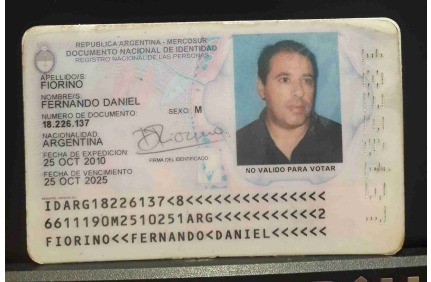 REPUBLICA ARGENTINA - MERCOSUR
DOCUMENTO NACIONAL DE IDENTIDAD
REGISTRO NACIONAL DE LAS PERSONAS
APELLIDO/S
FIORINO
NOMBRE/S
FERNANDO DANIEL
SEXO M
NUMERO DE DOCUMENTO
18.226.137
NACIONALIDAD
ARGENTINA
FECHA DE EXPEDICION
25 OCT 2010
FIRMA DEL IDENTIFICADO
FECHA DE VENCIMIENTO
25 OCT 2025
NO VALIDO PARA VOTAR
IDARG18226137<8<<<<<<<<<<<<<<<
6611190M2510251ARG<<<<<<<<<<<2
FIORINO<<FERNANDO<DANIEL<<<<<<